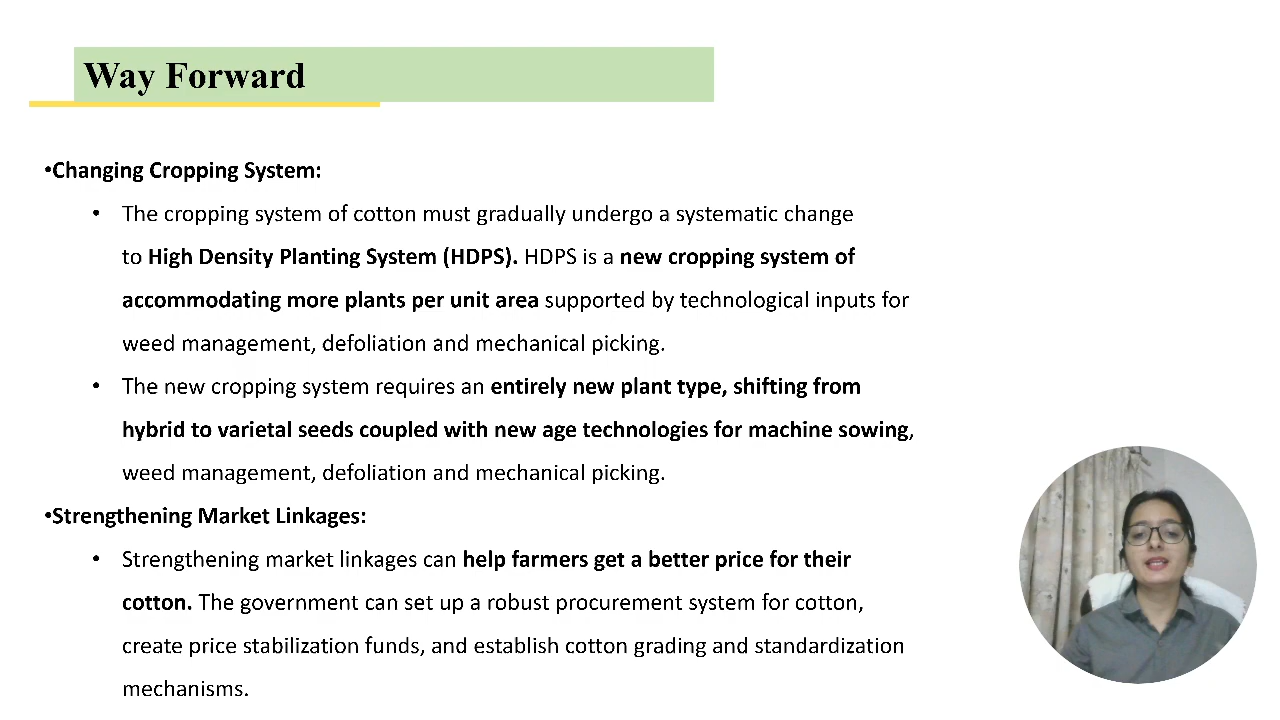 Way Forward
•Changing Cropping System:
• The cropping system of cotton must gradually undergo a systematic change
to High Density Planting System (HDPS). HDPS is a new cropping system of
accommodating more plants per unit area supported by technological inputs for
weed management, defoliation and mechanical picking.
• The new cropping system requires an entirely new plant type, shifting from
hybrid to varietal seeds coupled with new age technologies for machine sowing,
weed management, defoliation and mechanical picking.
•Strengthening Market Linkages:
• Strengthening market linkages can help farmers get a better price for their
cotton. The government can set up a robust procurement system for cotton,
create price stabilization funds, and establish cotton grading and standardization
mechanisms.